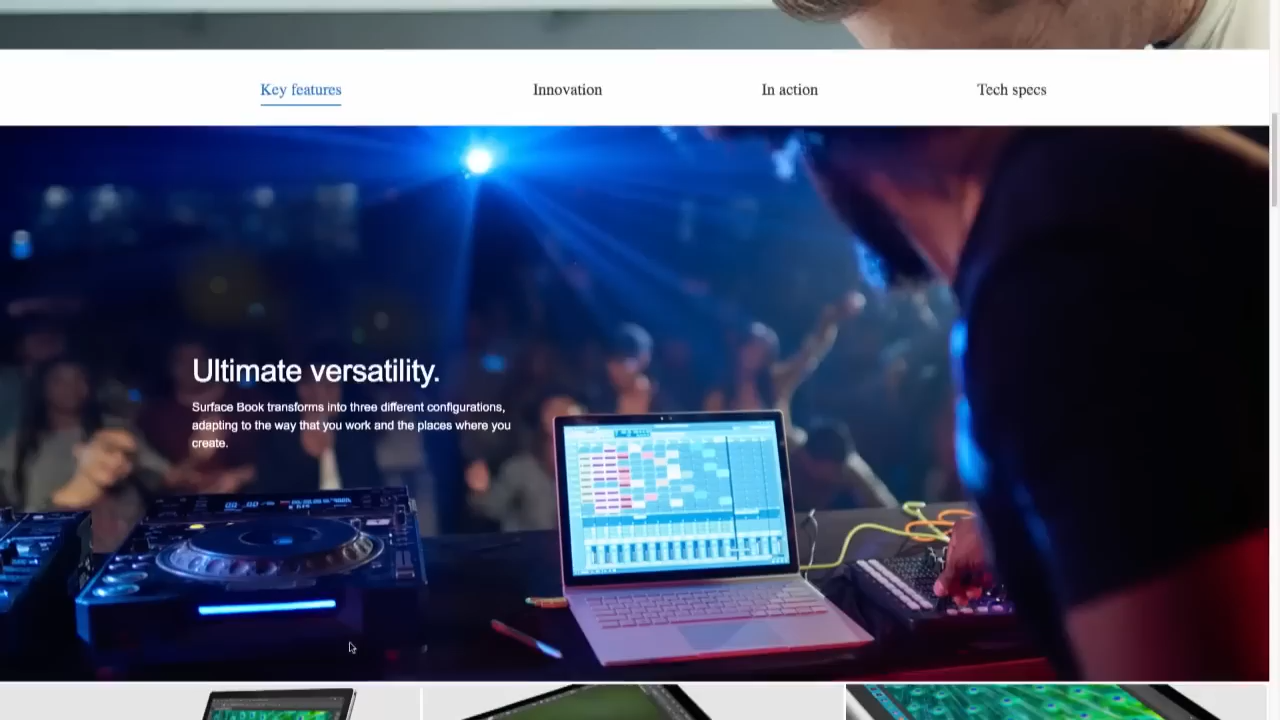 Key features
Innovation
In action
Tech specs
Ultimate versatility.
Surface Book transforms into three different configurations,
adapting to the way that you work and the places where you
create.